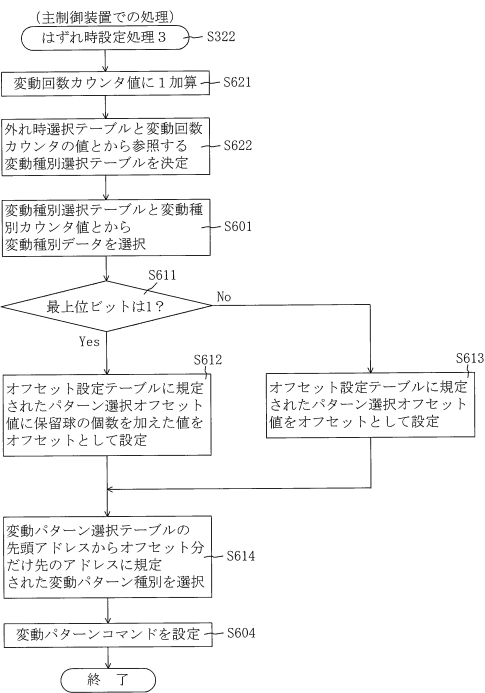 (主制御装置での処理)
はずれ時設定処理3
S322
変動回数カウンタ値に1加算
S621
外れ時選択テーブルと変動回数
カウンタの値とから参照する
変動種別選択テーブルを決定
S622
変動種別選択テーブルと変動種
別カウンタ値とから
変動種別データを選択
S601
S611
最上位ビットは1?
No
Yes
S612
オフセット設定テーブルに規定
されたパターン選択オフセット
値に保留球の個数を加えた値を
オフセットとして設定
S613
オフセット設定テーブルに規定
されたパターン選択オフセット
値をオフセットとして設定
変動パターン選択テーブルの
先頭アドレスからオフセット分
だけ先のアドレスに規定
された変動パターン種別を選択
S614
変動パターンコマンドを設定
S604
終 了